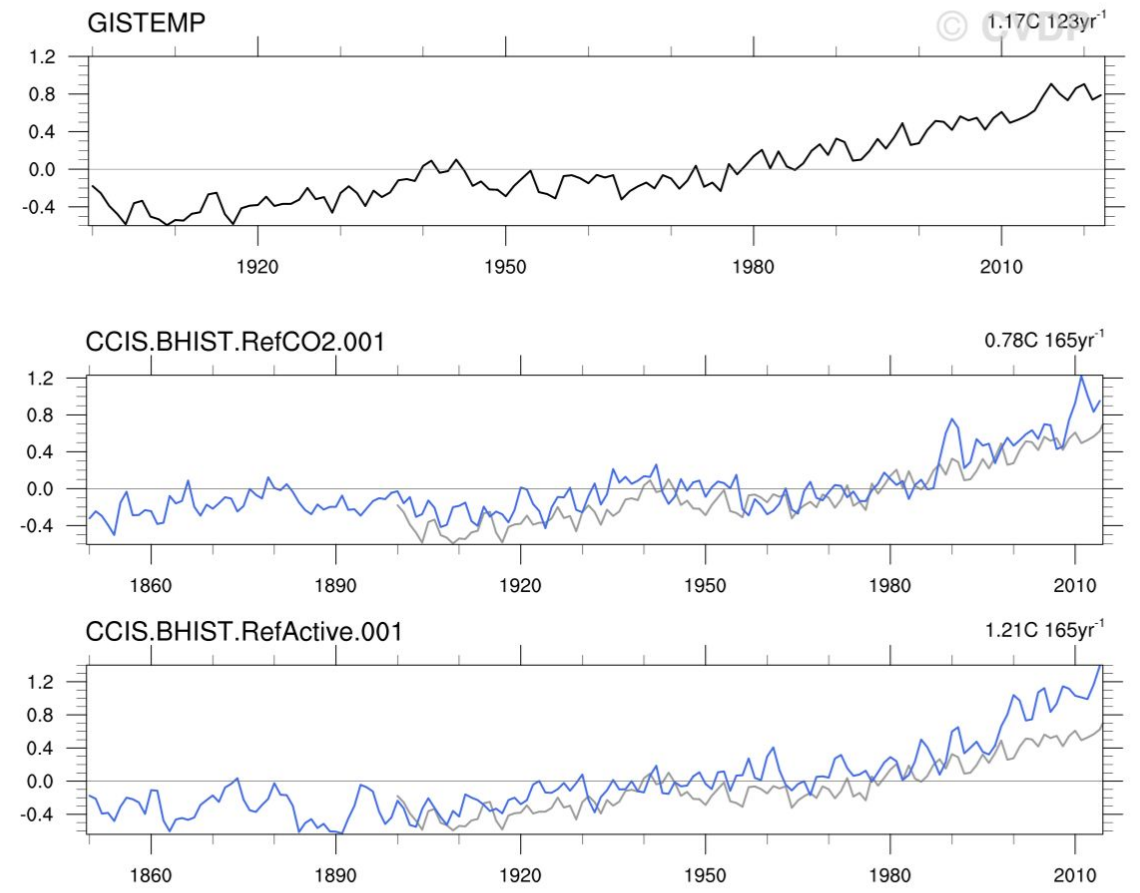 GISTEMP
© CVDP
1.17C 123yr-1
1.2
0.8
0.4
0.0
-0.4
1920 1950 1980 2010
CCIS.BHIST.RefCO2.001
0.78C 165yr-1
1.2
0.8
0.4
0.0
-0.4
1860 1890 1920 1950 1980 2010
CCIS.BHIST.RefActive.001
1.21C 165yr-1
1.2
0.8
0.4
0.0
-0.4
1860 1890 1920 1950 1980 2010